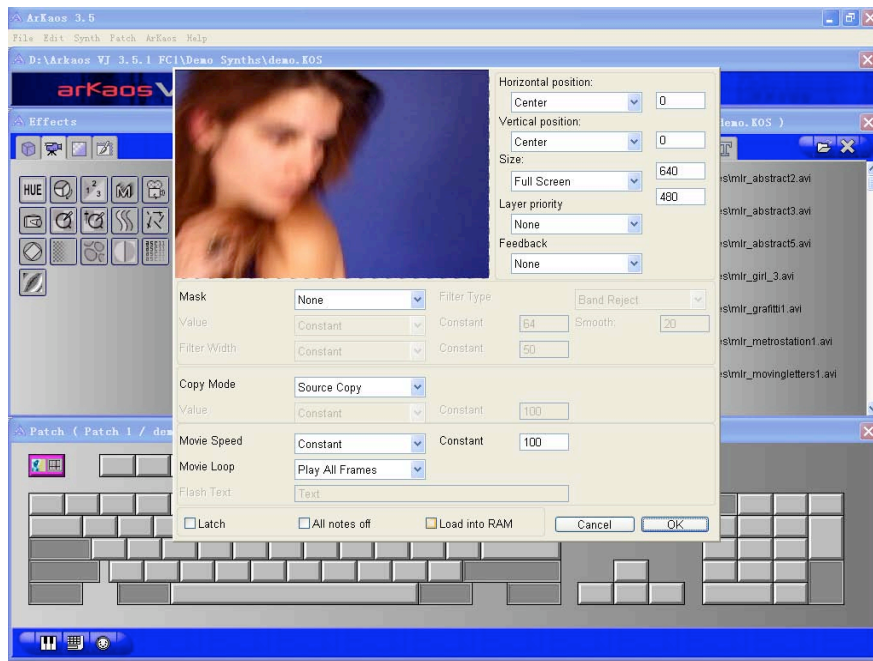 ArKaos 3.5
File Edit Synth Patch ArKaos Help
D:\Arkaos VJ 3.5.1 FC1\Demo Synths\demo.KOS
arKaosV
Effects
demo.KOS )
HUE
Horizontal position:
Center 0
Vertical position:
Center 0
Size:
Full Screen 640
480
Layer priority
None
Feedback
None
s\mlr_abstract2.avi
s\mlr_abstract3.avi
s\mlr_abstract5.avi
s\mlr_girl_3.avi
s\mlr_grafitti1.avi
s\mlr_metrostation1.avi
s\mlr_movingletters1.avi
Mask None Filter Type Band Reject
Value Constant Constant 64 Smooth: 20
Filter Width Constant Constant 50
Copy Mode Source Copy
Value Constant Constant 100
Patch ( Patch 1 / dem
Movie Speed Constant Constant 100
Movie Loop Play All Frames
Flash Text Text
Latch All notes off Load into RAM Cancel OK